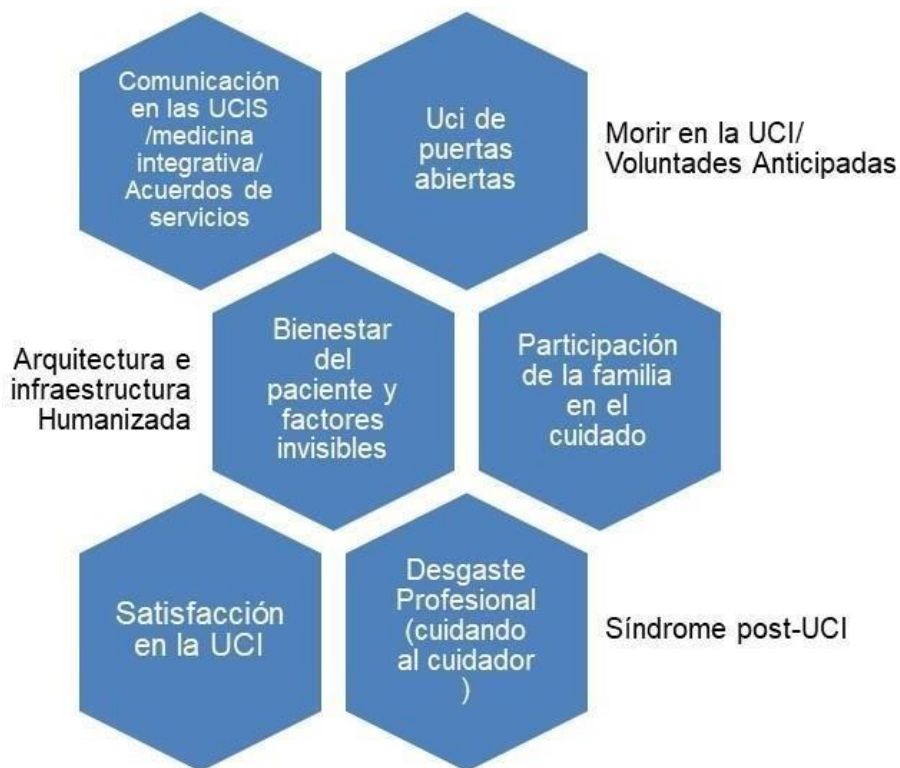 Comunicación
en las UCIS
/medicina
integrativa/
Acuerdos de
servicios
Uci de
puertas
abiertas
Morir en la UCI/
Voluntades Anticipadas
Arquitectura e
infraestructura
Humanizada
Bienestar
del
paciente y
factores
invisibles
Participación
de la familia
en el
cuidado
Satisfacción
en la UCI
Desgaste
Profesional
(cuidando
al cuidador
)
Síndrome post-UCI